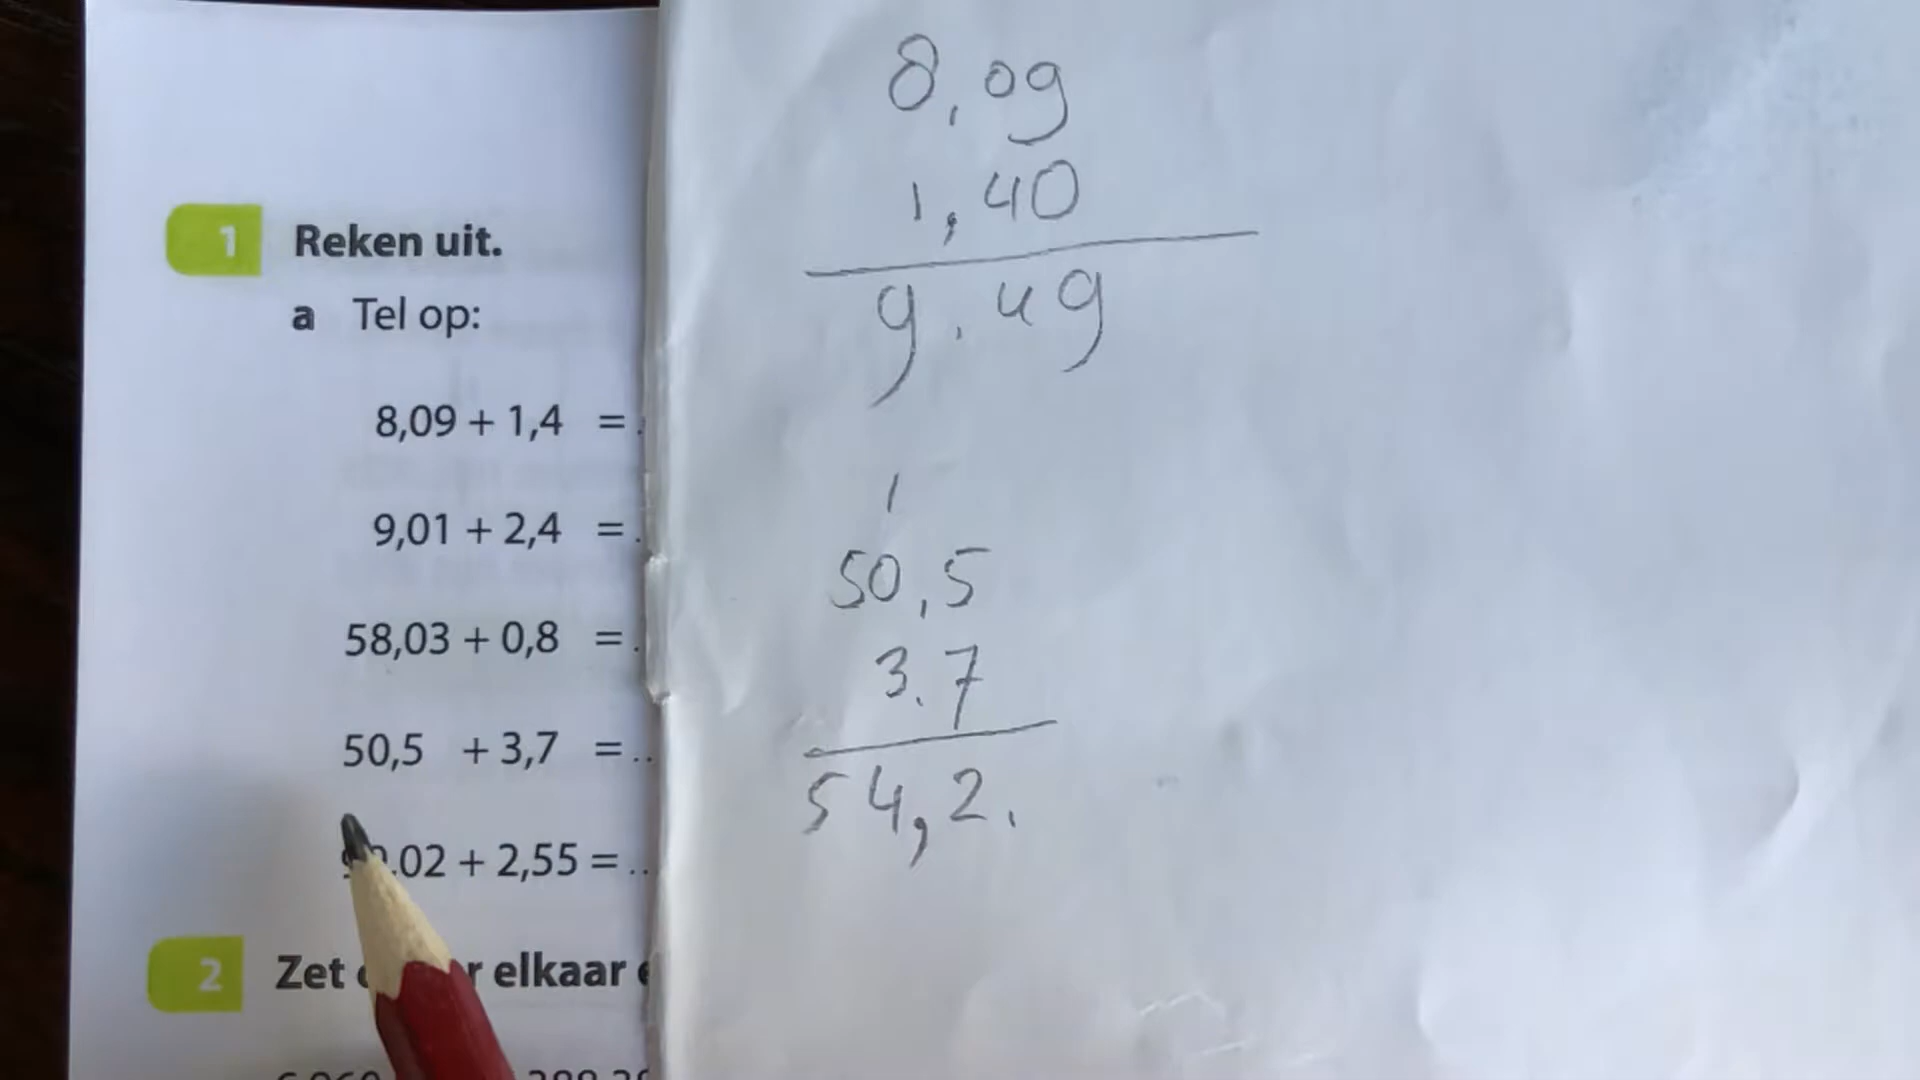 1 Reken uit.
a Tel op:
8,09 + 1,4 = .
9,01 + 2,4 = .
58,03 + 0,8 = .
50,5 + 3,7 = ..
.02 + 2,55 = ..
2 Zet r elkaar
8,09
1,40
9.49
1
50,5
3.7
54,2.